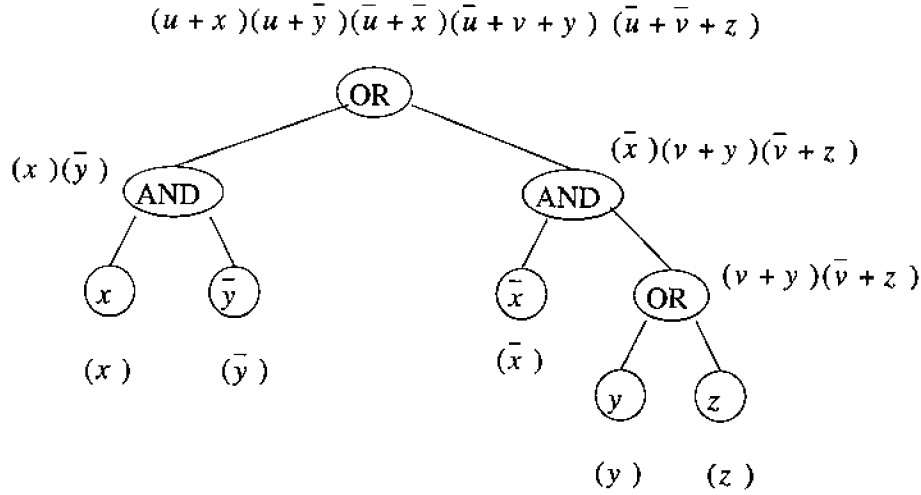 (u + x)(u + ȳ)(ū + x̄)(ū + v + y) (ū + v̄ + z)
OR
(x)(ȳ)
(x̄)(v + y)(v̄ + z)
AND
AND
x
ȳ
x̄
OR
(v + y)(v̄ + z)
(x)
(ȳ)
(x̄)
y
z
(y)
(z)